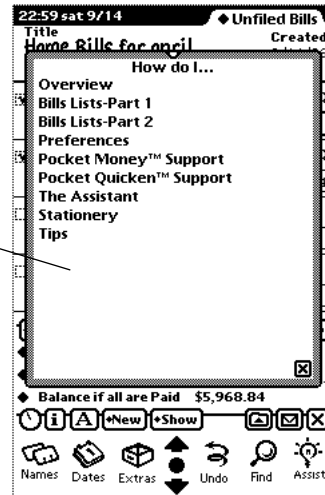 22:59 sat 9/14
◆ Unfiled Bills
Title
Created
Home Bills for april
How do I...
Overview
Bills Lists-Part 1
Bills Lists-Part 2
Preferences
Pocket Money™ Support
Pocket Quicken™ Support
The Assistant
Stationery
Tips
◆ Balance if all are Paid $5,968.84
i A ◆New ◆Show
Names Dates Extras Undo Find Assist